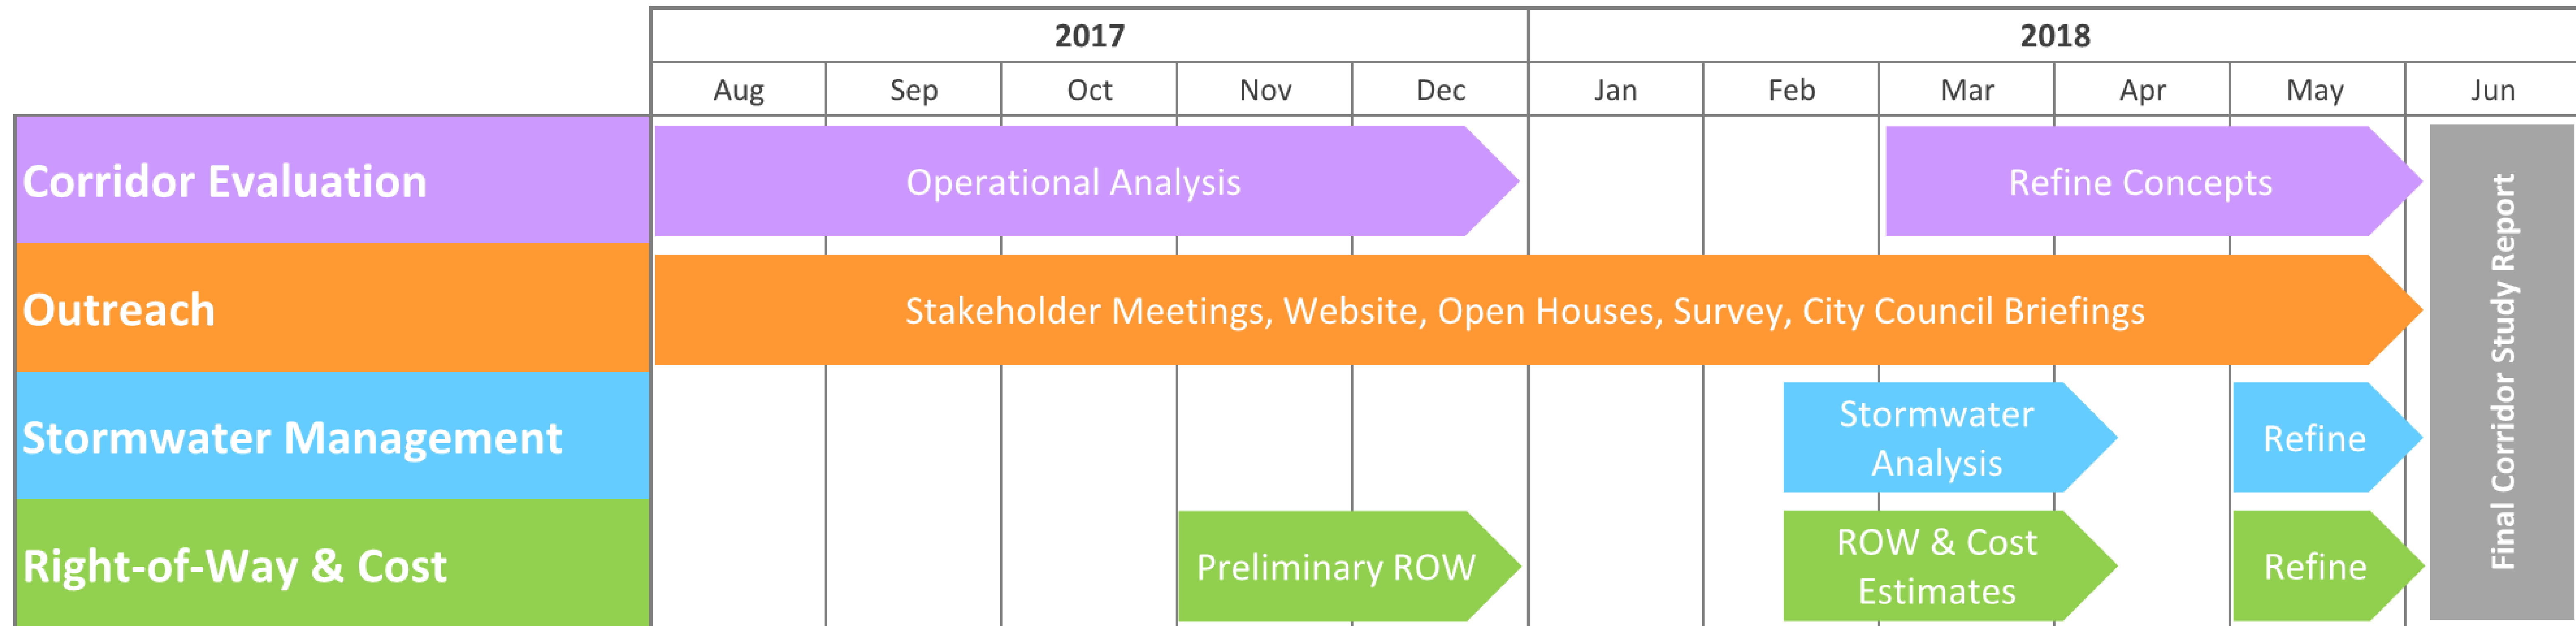 2017
2018
Aug
Sep
Oct
Nov
Dec
Jan
Feb
Mar
Apr
May
Jun
Corridor Evaluation
Operational Analysis
Refine Concepts
Outreach
Stakeholder Meetings, Website, Open Houses, Survey, City Council Briefings
Stormwater Management
Stormwater
Analysis
Refine
Right-of-Way & Cost
Preliminary ROW
ROW & Cost
Estimates
Refine
Final Corridor Study Report